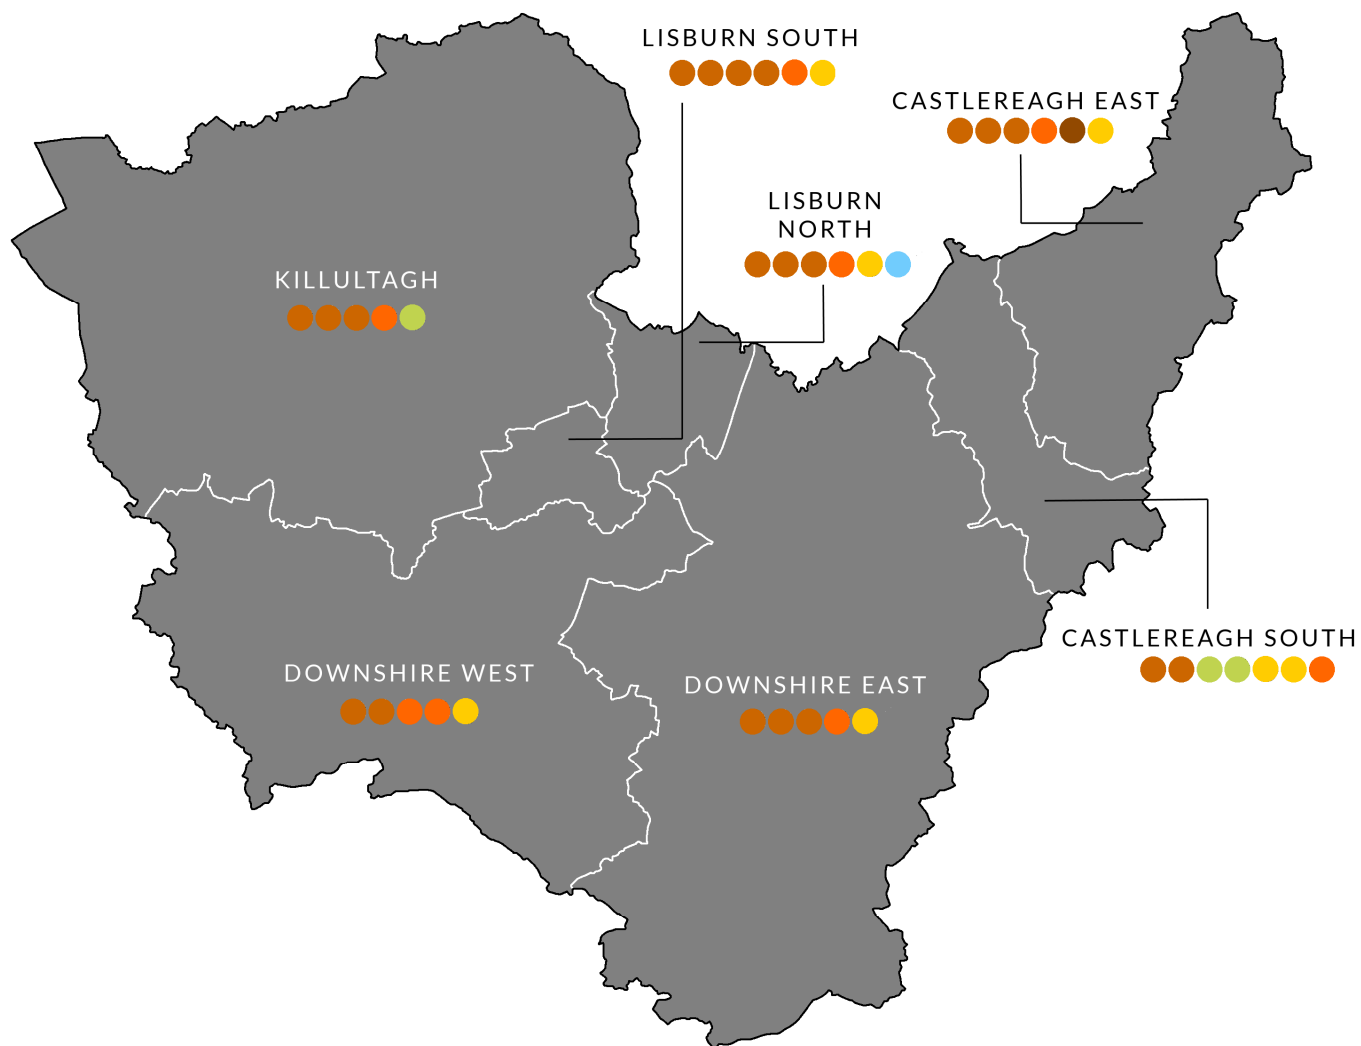 LISBURN SOUTH
CASTLEREAGH EAST
LISBURN
NORTH
KILLULTAGH
CASTLEREAGH SOUTH
DOWNSHIRE WEST
DOWNSHIRE EAST